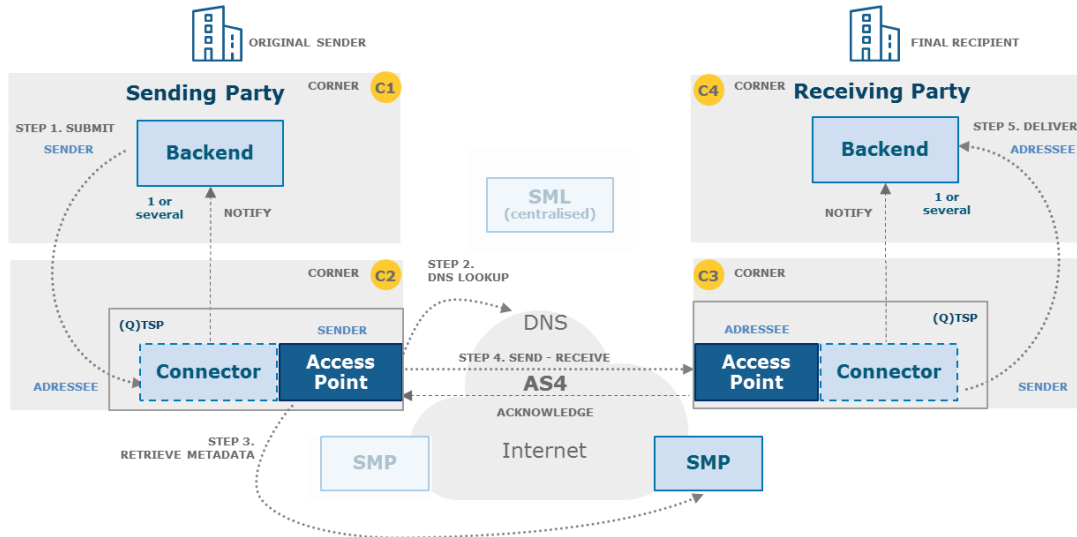 ORIGINAL SENDER
FINAL RECIPIENT
CORNER
C1
C4
CORNER
Sending Party
Receiving Party
STEP 1. SUBMIT
SENDER
Backend
Backend
STEP 5. DELIVER
ADRESSEE
1 or
several
NOTIFY
SML
(centralised)
NOTIFY
1 or
several
CORNER
C2
STEP 2.
DNS LOOKUP
C3
CORNER
(Q)TSP
SENDER
DNS
ADRESSEE
(Q)TSP
ADRESSEE
Connector
Access
Point
STEP 4. SEND - RECEIVE
AS4
ACKNOWLEDGE
Access
Point
Connector
SENDER
STEP 3.
RETRIEVE METADATA
SMP
Internet
SMP